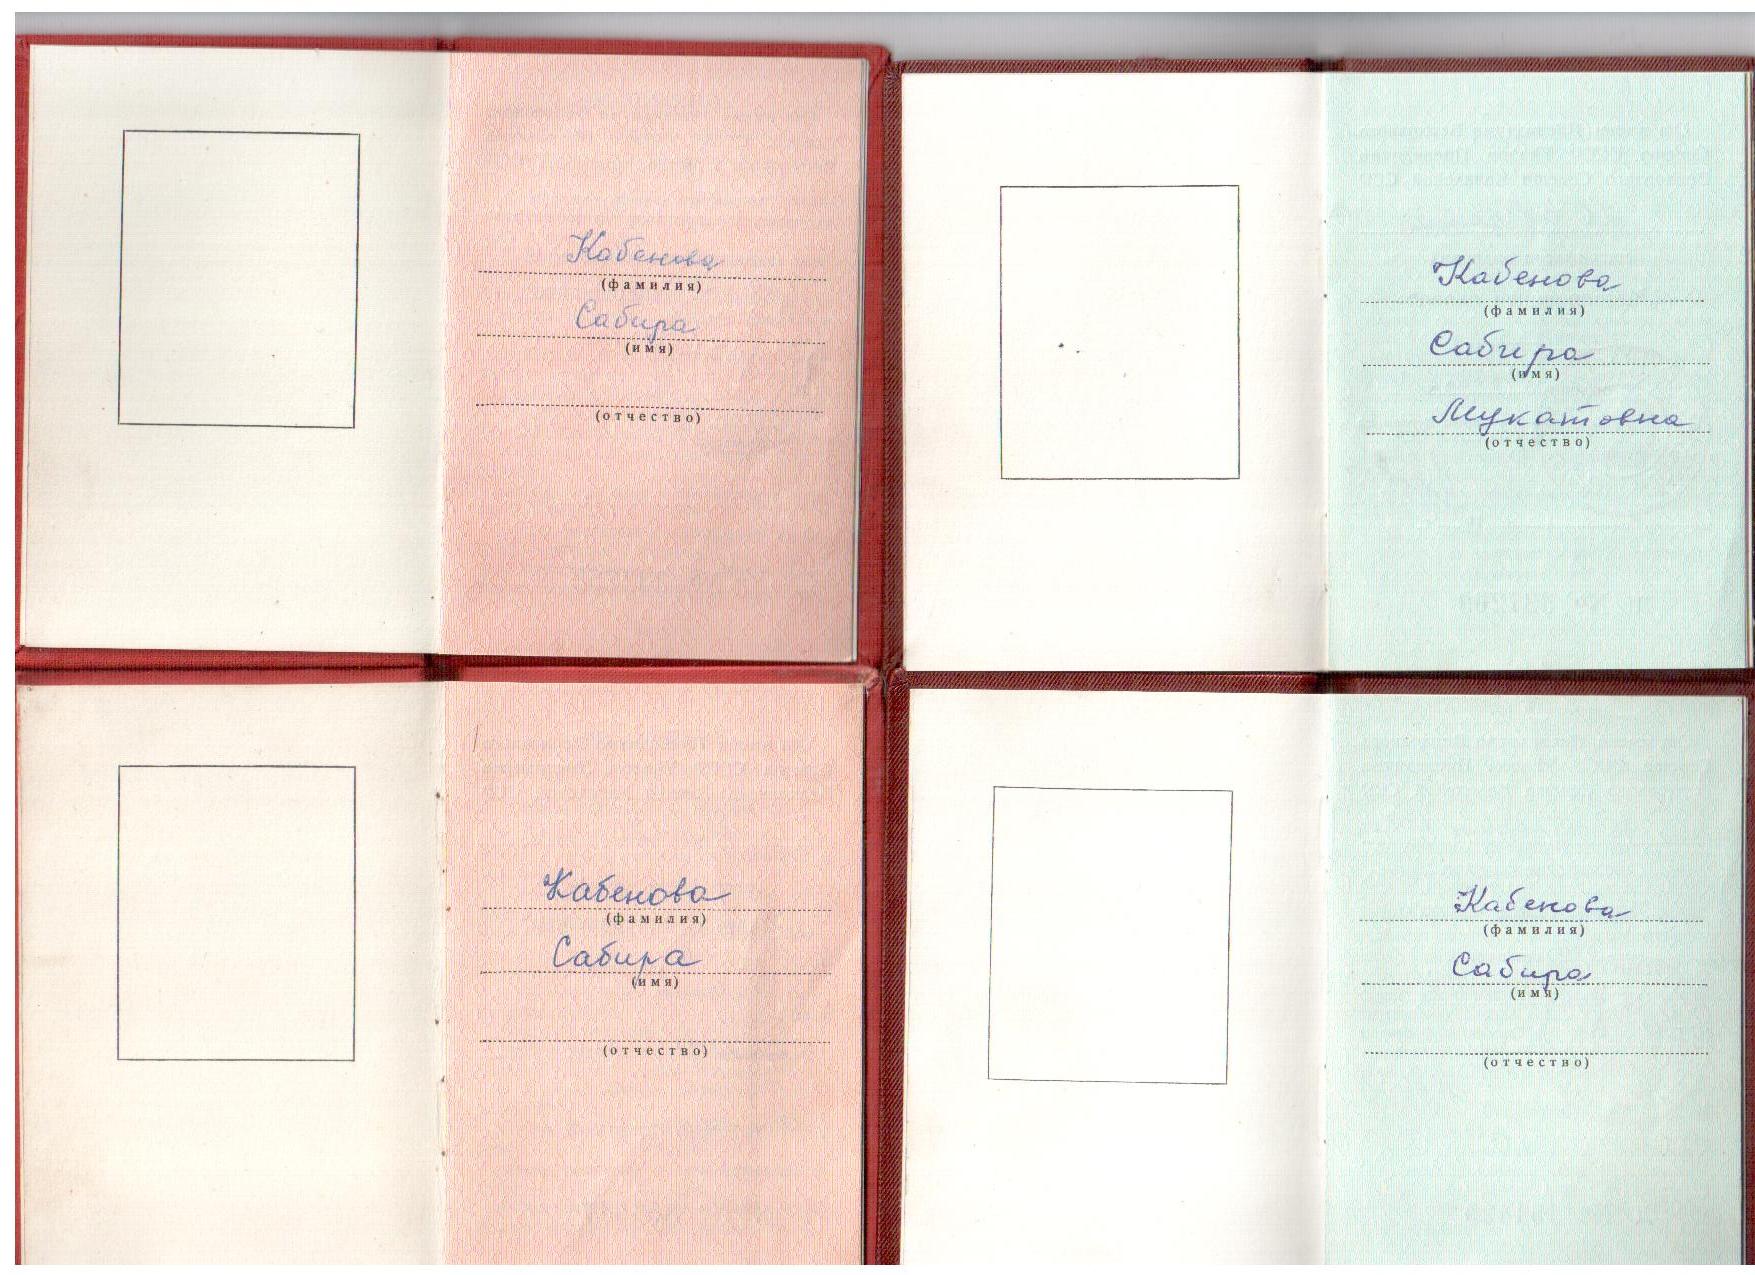 Кабенова
(фамилия)
Сабира
(имя)
(отчество)
Кабенова
(фамилия)
Сабира
(имя)
Мукатовна
(отчество)
Кабенова
(фамилия)
Сабира
(имя)
(отчество)
Кабенова
(фамилия)
Сабира
(имя)
(отчество)